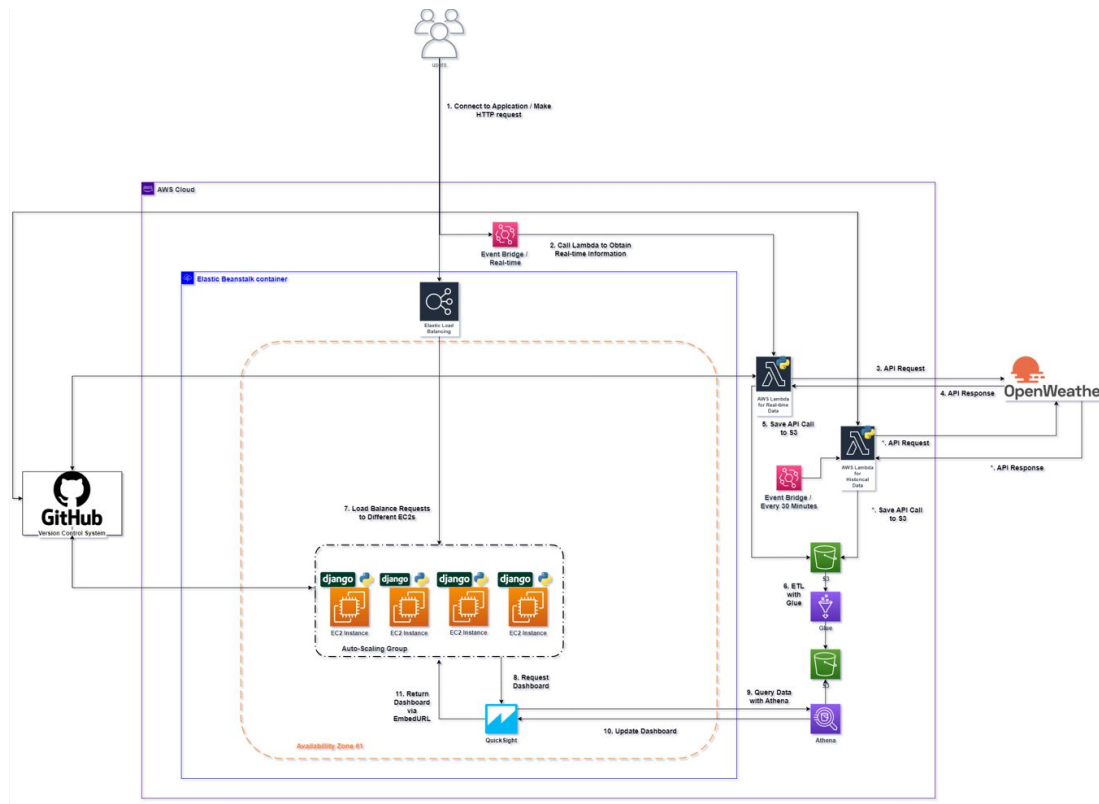 users
1. Connect to Applcation / Make
HTTP request
AWS Cloud
Event Bridge /
Real-time
2. Call Lambda to Obtain
Real-time Information
Elastic Beanstalk container
Elastic Load
Balancing
AWS Lambda
for Real-time
Data
3. API Request
4. API Response
OpenWeathe
5. Save API Call
to S3
AWS Lambda
for
Historical
Data
*. API Request
*. API Response
Event Bridge /
Every 30 Minutes
*. Save API Call
to S3
GitHub
Version Control System
7. Load Balance Requests
to Different EC2s
S3
6. ETL
with
Glue
Glue
django
django
django
django
EC2 Instance
EC2 Instance
EC2 Instance
EC2 Instance
Auto-Scaling Group
S3
8. Request
Dashboard
11. Return
Dashboard
via
EmbedURL
9. Query Data
with Athena
10. Update Dashboard
QuickSight
Athena
Availability Zone #1